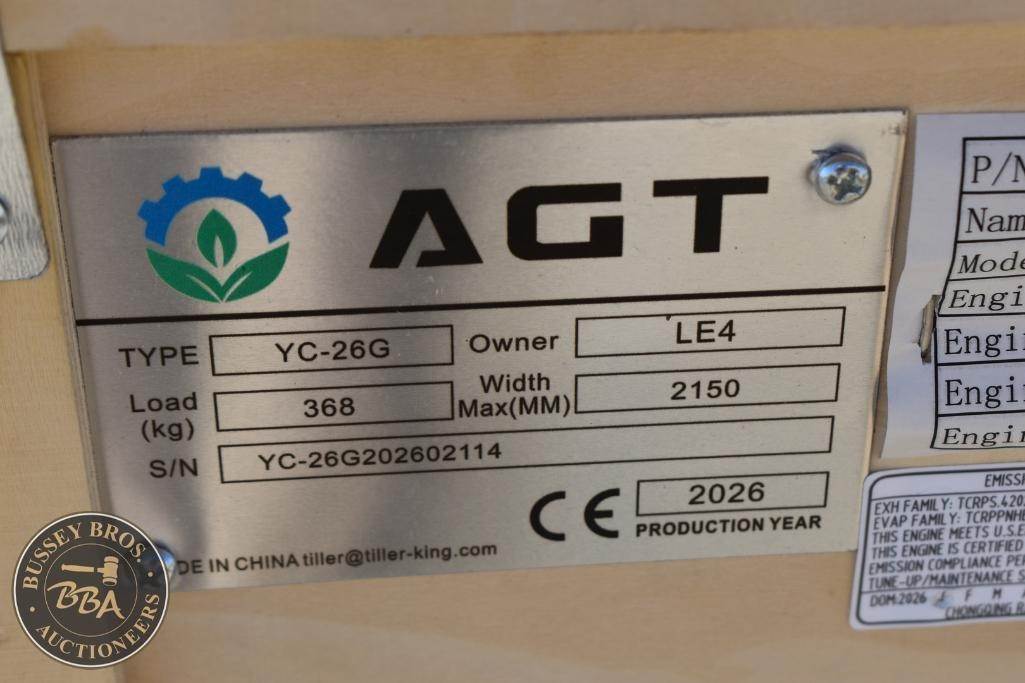 AGT
TYPE YC-26G Owner LE4
Load (kg) 368 Width Max(MM) 2150
S/N YC-26G202602114
CE 2026
PRODUCTION YEAR
DE IN CHINA tiller@tiller-king.com
P/N
Nam
Mode
Engi
Engi
Engi
Engin
EMISS
EXH FAMILY: TCRPS.420
EVAP FAMILY: TCRPPNH
THIS ENGINE MEETS U.S.E
THIS ENGINE IS CERTIFIED
EMISSION COMPLIANCE PE
TUNE-UP/MAINTENANCE S
DOM:2026 J F M A
CHONGQING R
BUSSEY BROS.
BBA
AUCTIONEERS